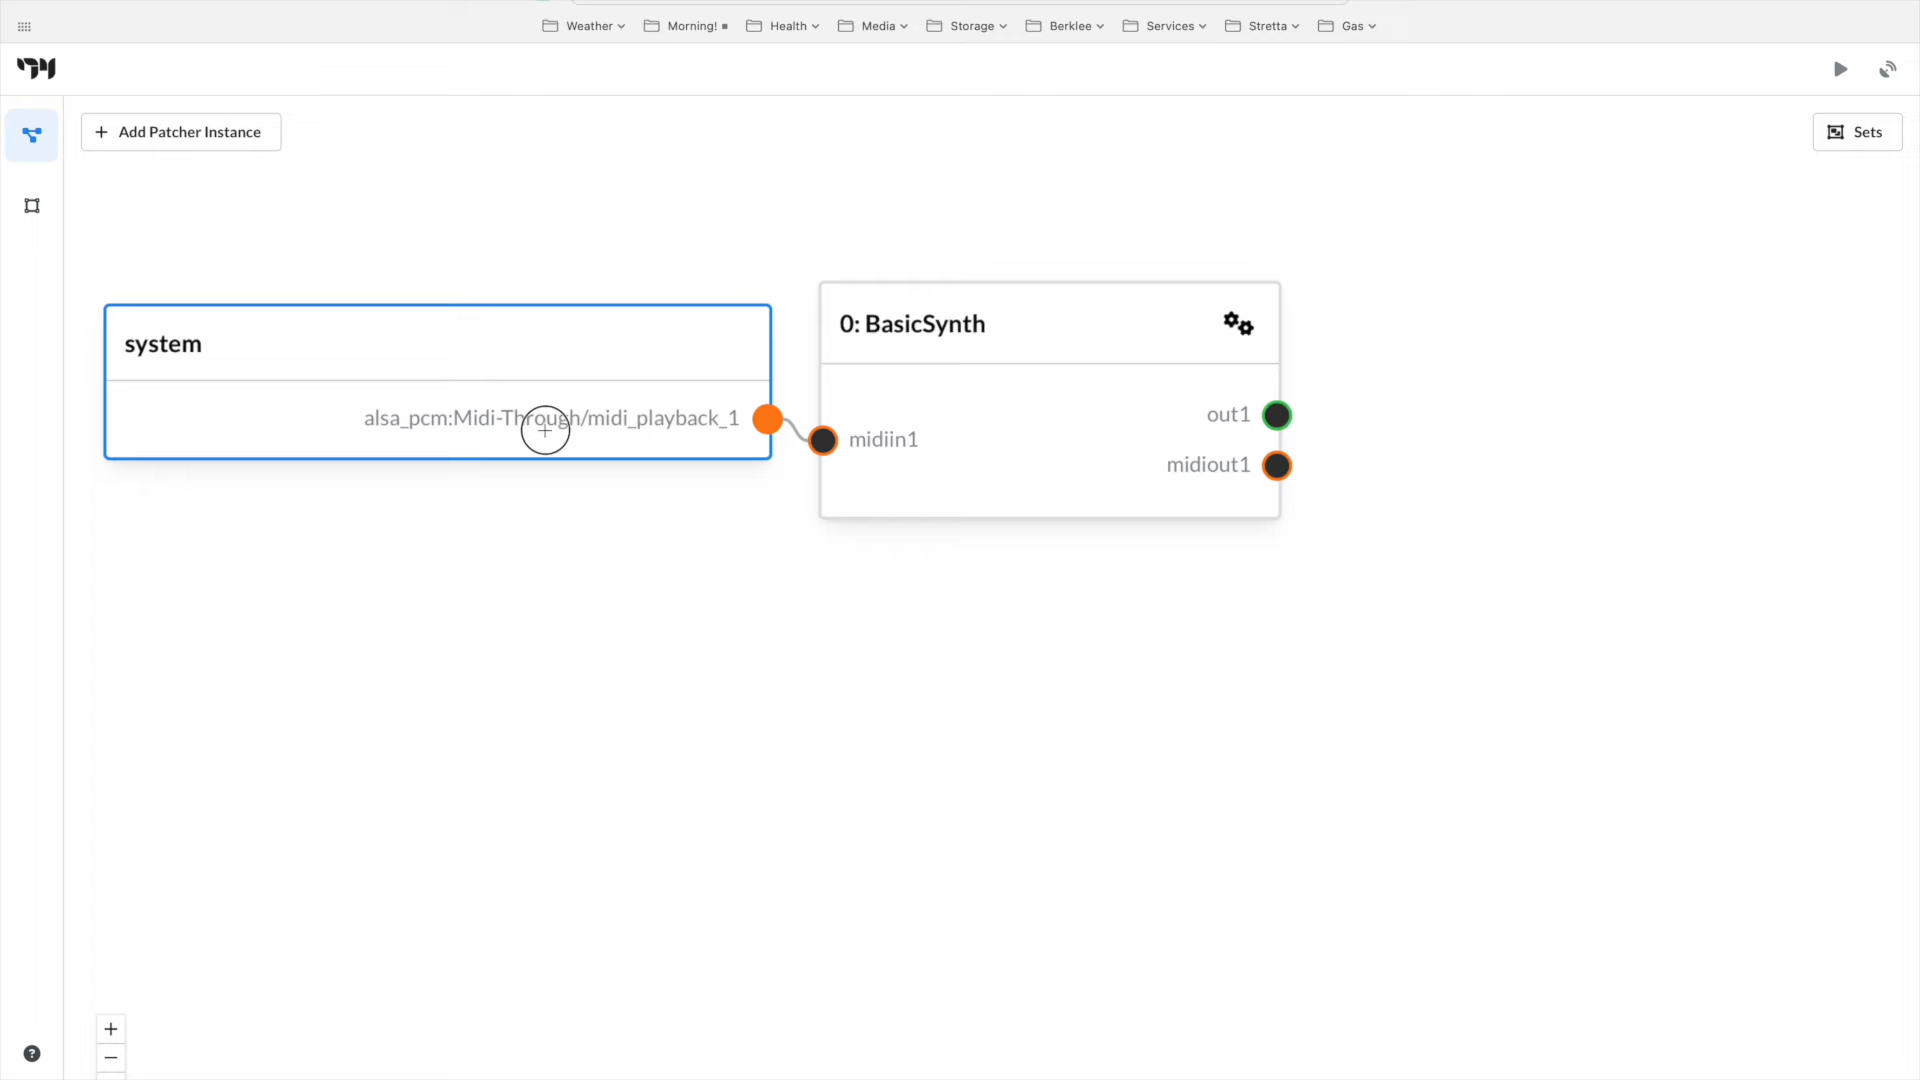 Weather Morning! Health Media Storage Berklee Services Stretta Gas
+ Add Patcher Instance
Sets
system
alsa_pcm:Midi-Through/midi_playback_1
0: BasicSynth
midiin1
out1
midiout1
+
−
?